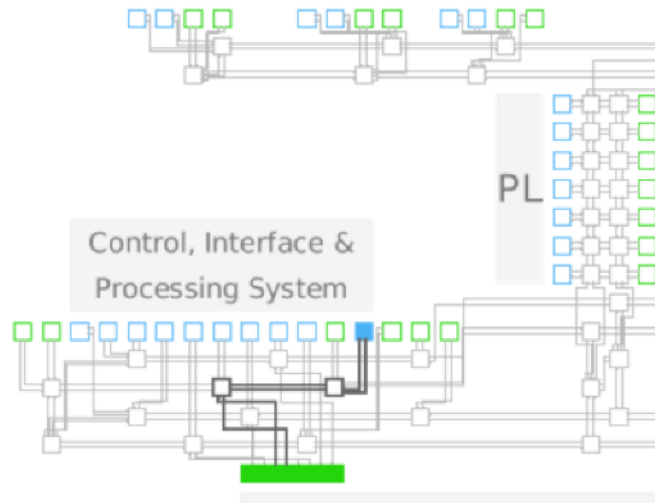 PL
Control, Interface &
Processing System